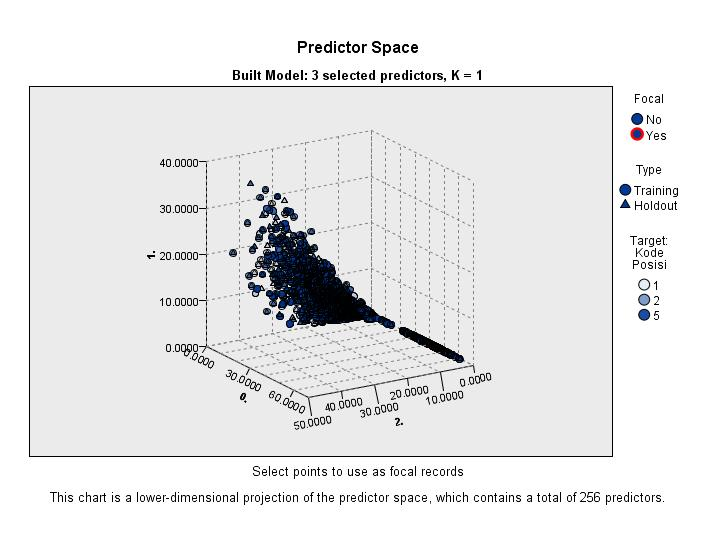 Predictor Space
Built Model: 3 selected predictors, K = 1
Focal
No
Yes
Type
Training
Holdout
Target:
Kode
Posisi
1
2
5
40.0000
30.0000
20.0000
10.0000
0.0000
1.
0.0000
30.0000
60.0000
0.
50.0000
40.0000
30.0000
20.0000
10.0000
0.0000
2.
Select points to use as focal records
This chart is a lower-dimensional projection of the predictor space, which contains a total of 256 predictors.